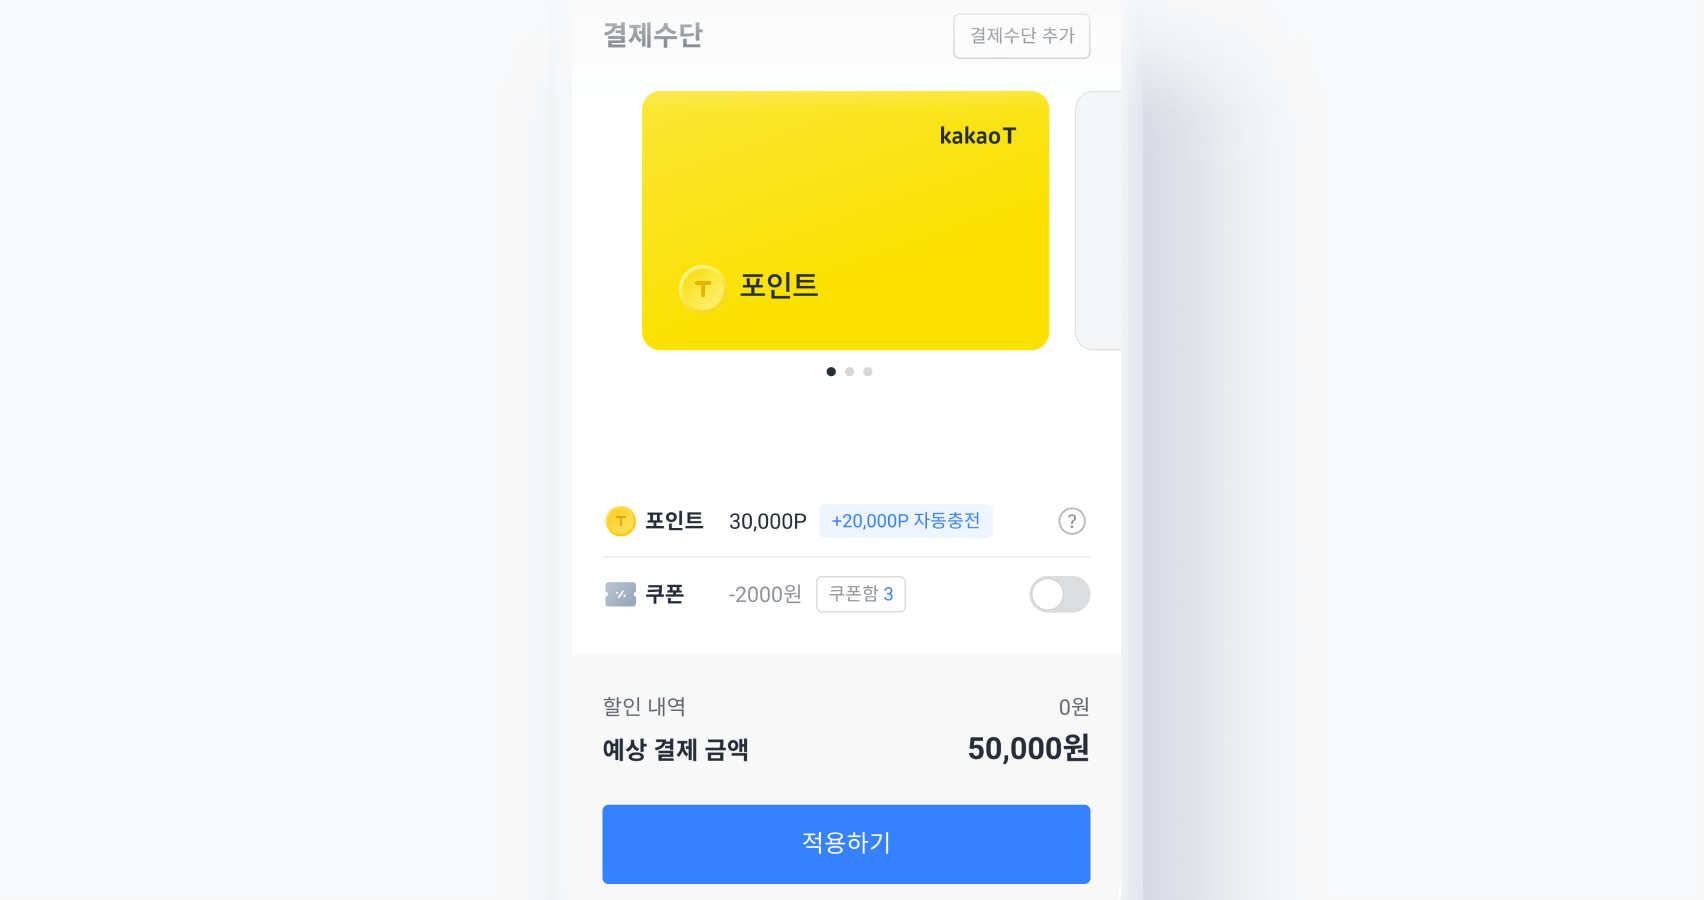 결제수단
결제수단 추가
kakao T
T 포인트
T 포인트 30,000P +20,000P 자동충전 ?
쿠폰 -2000원 쿠폰함 3
할인 내역 0원
예상 결제 금액 50,000원
적용하기